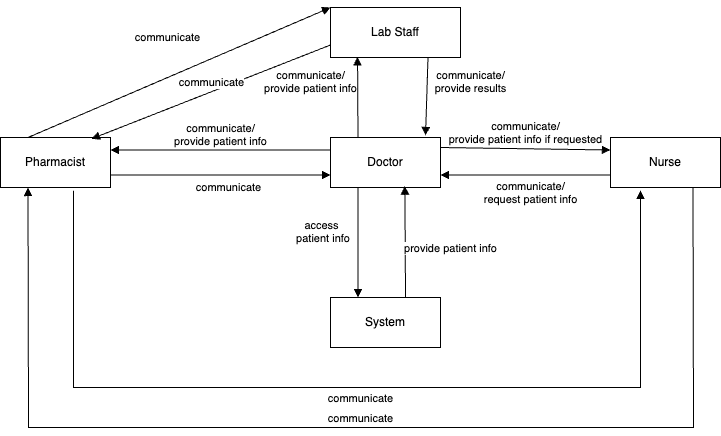 Lab Staff
communicate
communicate
communicate/
provide patient info
communicate/
provide results
communicate/
provide patient info
communicate/
provide patient info if requested
Pharmacist
Doctor
Nurse
communicate
communicate/
request patient info
access
patient info
provide patient info
System
communicate
communicate